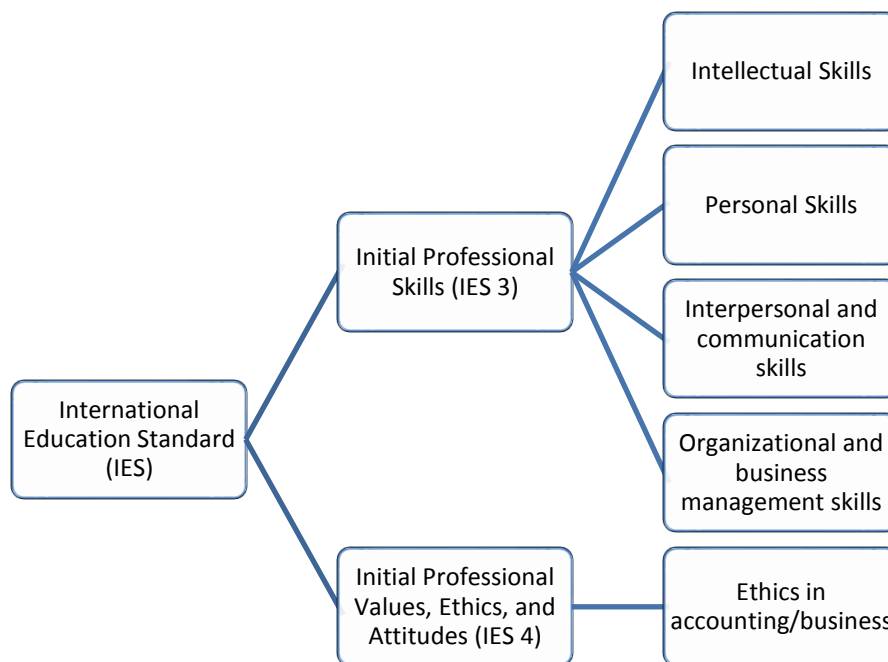 International
Education Standard
(IES)
Initial Professional
Skills (IES 3)
Intellectual Skills
Personal Skills
Interpersonal and
communication
skills
Organizational and
business
management skills
Initial Professional
Values, Ethics, and
Attitudes (IES 4)
Ethics in
accounting/business